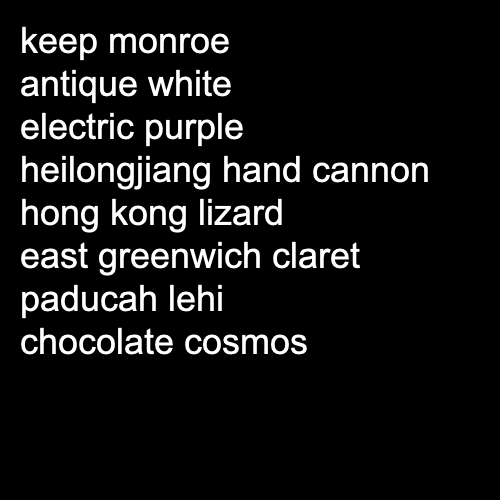 keep monroe
antique white
electric purple
heilongjiang hand cannon
hong kong lizard
east greenwich claret
paducah lehi
chocolate cosmos